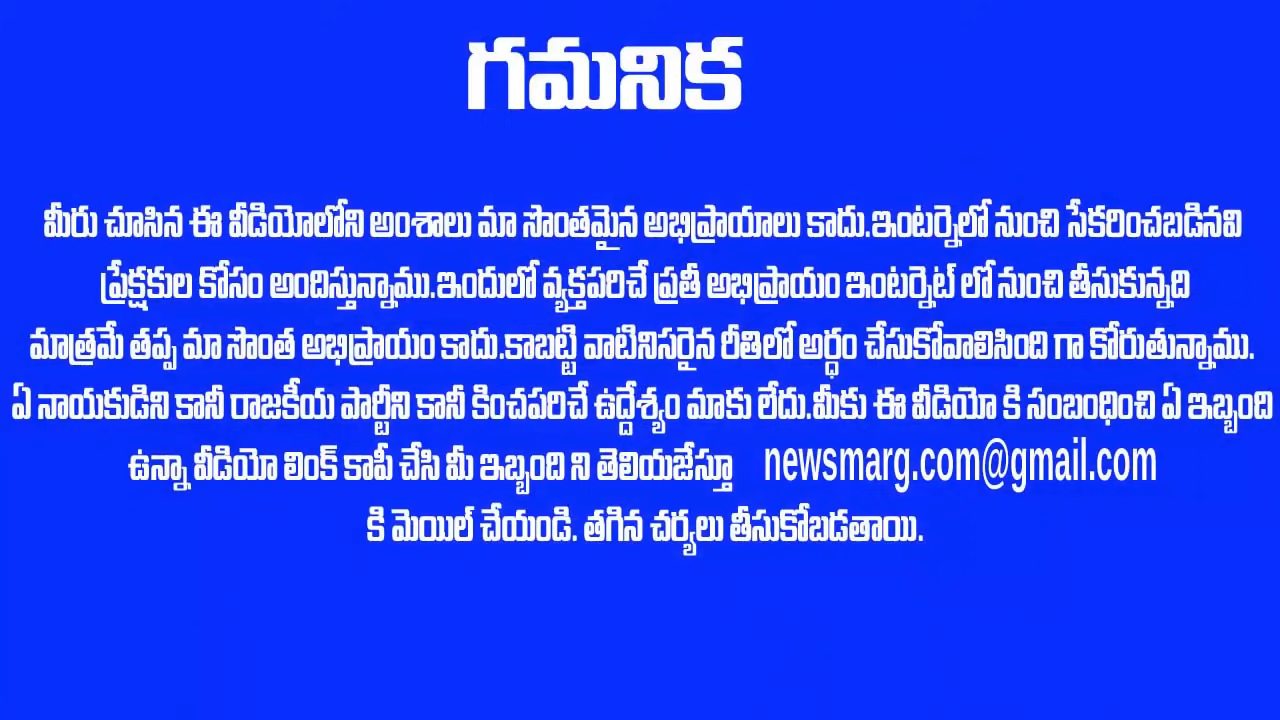 గమనిక
మీరు చూసిన ఈ వీడియోలోని అంశాలు మా సొంతమైన అభిప్రాయాలు కాదు.ఇంటర్నెలో నుంచి సేకరించబడినవి
ప్రేక్షకుల కోసం అందిస్తున్నాము.ఇందులో వ్యక్తపరిచే ప్రతీ అభిప్రాయం ఇంటర్నెట్ లో నుంచి తీసుకున్నది
మాత్రమే తప్ప మా సొంత అభిప్రాయం కాదు.కాబట్టి వాటినిసరైన రీతిలో అర్ధం చేసుకోవాలిసింది గా కోరుతున్నాము.
ఏ నాయకుడిని కానీ రాజకీయ పార్టీని కానీ కించపరిచే ఉద్దేశ్యం మాకు లేదు.మీకు ఈ వీడియో కి సంబంధించి ఏ ఇబ్బంది
ఉన్నా వీడియో లింక్ కాపీ చేసి మీ ఇబ్బంది ని తెలియజేస్తూ newsmarg.com@gmail.com
కి మెయిల్ చేయండి. తగిన చర్యలు తీసుకోబడతాయి.